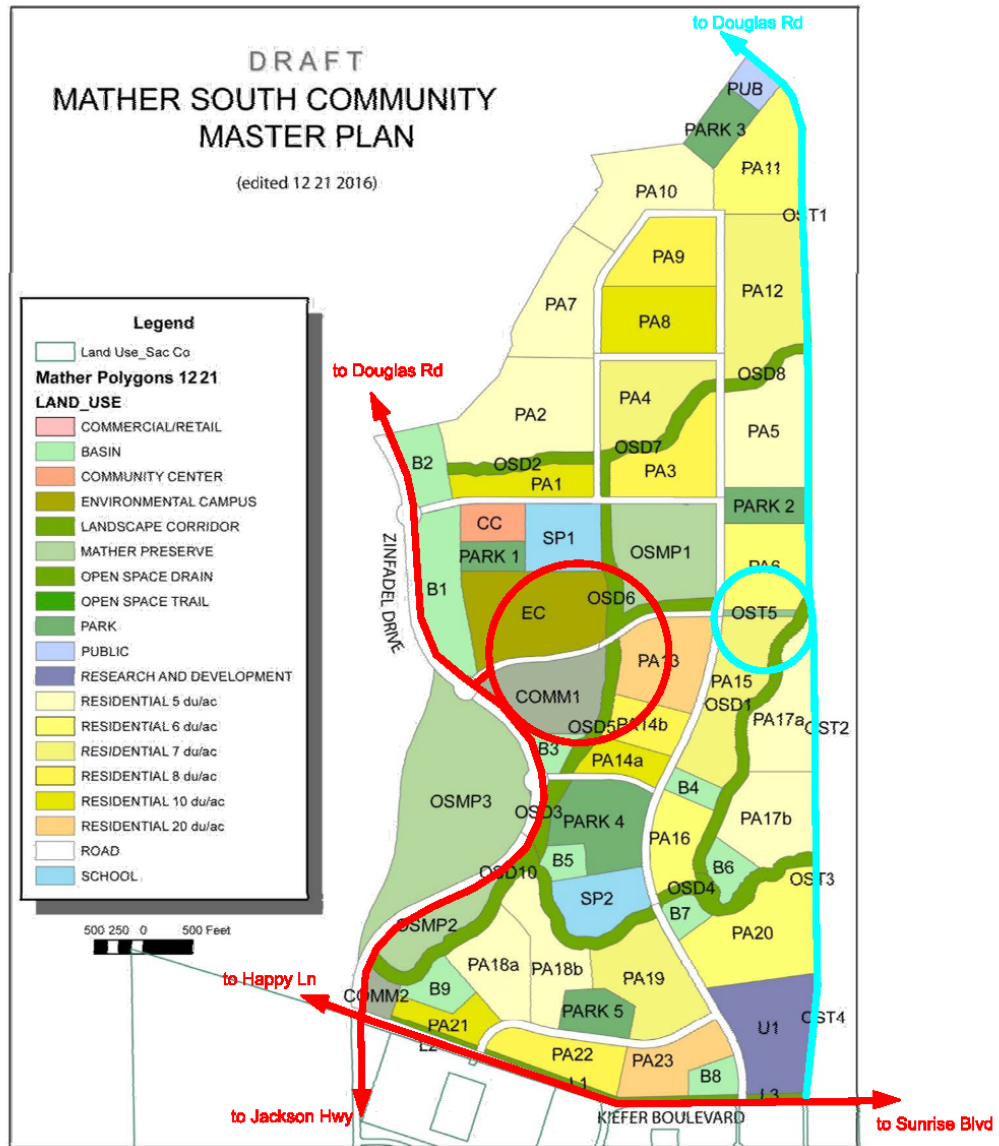 to Douglas Rd
DRAFT
MATHER SOUTH COMMUNITY
MASTER PLAN
(edited 12 21 2016)
PUB
PARK 3
PA11
PA10
OST1
PA9
PA7
PA12
PA8
Legend
Land Use_Sac Co
Mather Polygons 1221
LAND_USE
COMMERCIAL/RETAIL
BASIN
COMMUNITY CENTER
ENVIRONMENTAL CAMPUS
LANDSCAPE CORRIDOR
MATHER PRESERVE
OPEN SPACE DRAIN
OPEN SPACE TRAIL
PARK
PUBLIC
RESEARCH AND DEVELOPMENT
RESIDENTIAL 5 du/ac
RESIDENTIAL 6 du/ac
RESIDENTIAL 7 du/ac
RESIDENTIAL 8 du/ac
RESIDENTIAL 10 du/ac
RESIDENTIAL 20 du/ac
ROAD
SCHOOL
500 250 0 500 Feet
to Douglas Rd
OSD8
PA4
PA2
PA5
OSD7
B2
OSD2
PA3
PA1
PARK 2
CC
SP1
OSMP1
PARK 1
PA6
ZINFADEL DRIVE
B1
EC
OSD6
OST5
PA13
PA15
COMM1
OSD1
PA17a
OSD5
PA14b
OST2
B3
PA14a
B4
OSMP3
OSD3
PARK 4
PA16
PA17b
B5
B6
OSD10
OSD4
OST3
SP2
B7
OSMP2
PA20
PA18a
PA18b
PA19
to Happy Ln
B9
COMM2
PARK 5
OST4
PA21
U1
L2
PA22
PA23
B8
L1
L3
to Jackson Hwy
KIEFER BOULEVARD
to Sunrise Blvd